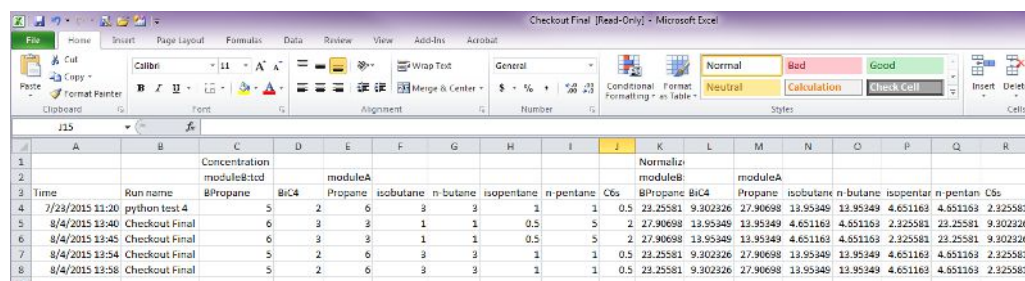 Checkout Final [Read-Only] - Microsoft Excel
File Home Insert Page Layout Formulas Data Review View Add-Ins Acrobat
Cut
Copy
Format Painter
Paste
Clipboard
Calibri 11
B I U
Font
Wrap Text
Merge & Center
Alignment
General
$ % ,
Number
Conditional Formatting
Format as Table
Normal Bad Good
Neutral Calculation Check Cell
Styles
Insert Delet
Cells
J15 fx
A B C D E F G H I J K L M N O P Q R
1 Concentration Normaliz
2 moduleB:tcd moduleA moduleB: moduleA
3 Time Run name BPropane BiC4 Propane isobutane n-butane isopentane n-pentane C6s BPropane BiC4 Propane isobutane n-butane isopentar n-pentan C6s
4 7/23/2015 11:20 python test 4 5 2 6 3 3 1 1 0.5 23.25581 9.302326 27.90698 13.95349 13.95349 4.651163 4.651163 2.325581
5 8/4/2015 13:40 Checkout Final 6 3 3 1 1 0.5 5 2 27.90698 13.95349 13.95349 4.651163 4.651163 2.325581 23.25581 9.302326
6 8/4/2015 13:45 Checkout Final 6 3 3 1 1 0.5 5 2 27.90698 13.95349 13.95349 4.651163 4.651163 2.325581 23.25581 9.302326
7 8/4/2015 13:54 Checkout Final 5 2 6 3 3 1 1 0.5 23.25581 9.302326 27.90698 13.95349 13.95349 4.651163 4.651163 2.325581
8 8/4/2015 13:58 Checkout Final 5 2 6 3 3 1 1 0.5 23.25581 9.302326 27.90698 13.95349 13.95349 4.651163 4.651163 2.325581